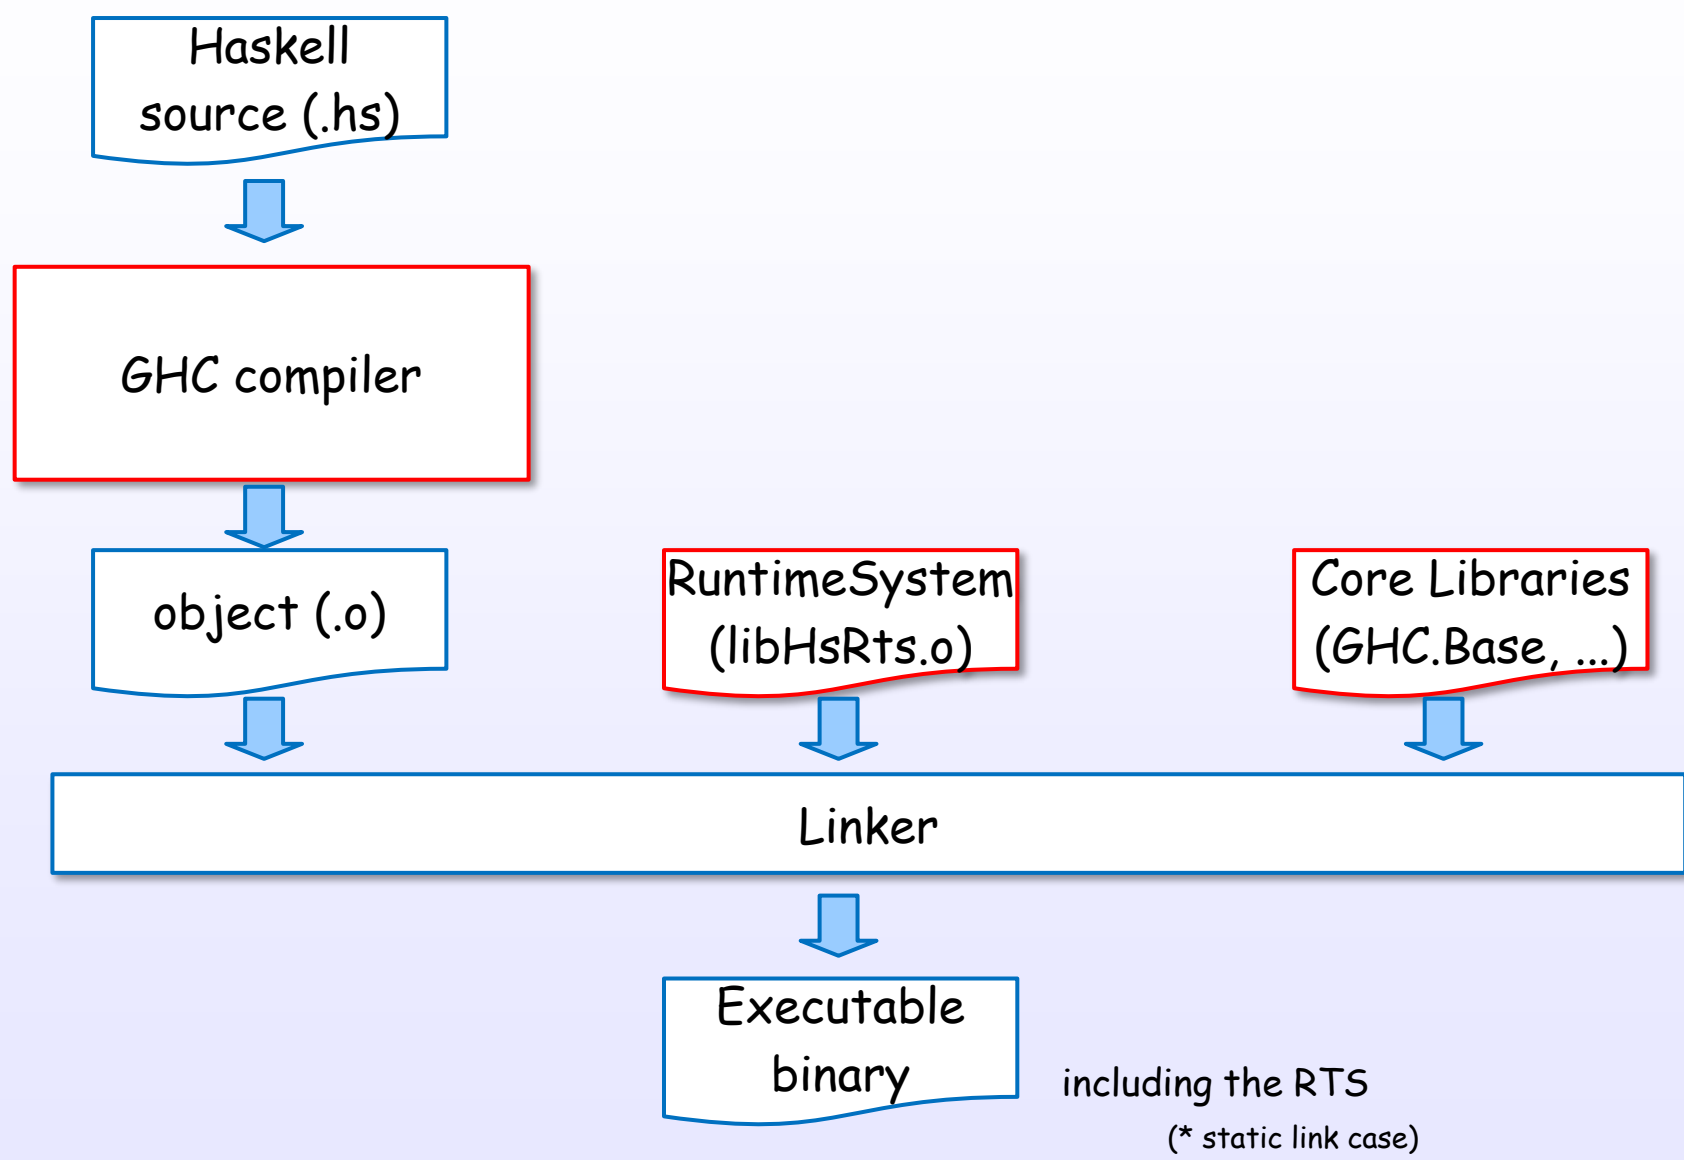 Haskell
source (.hs)
GHC compiler
object (.o)
RuntimeSystem
(libHsRts.o)
Core Libraries
(GHC.Base, ...)
Linker
Executable
binary
including the RTS
(* static link case)